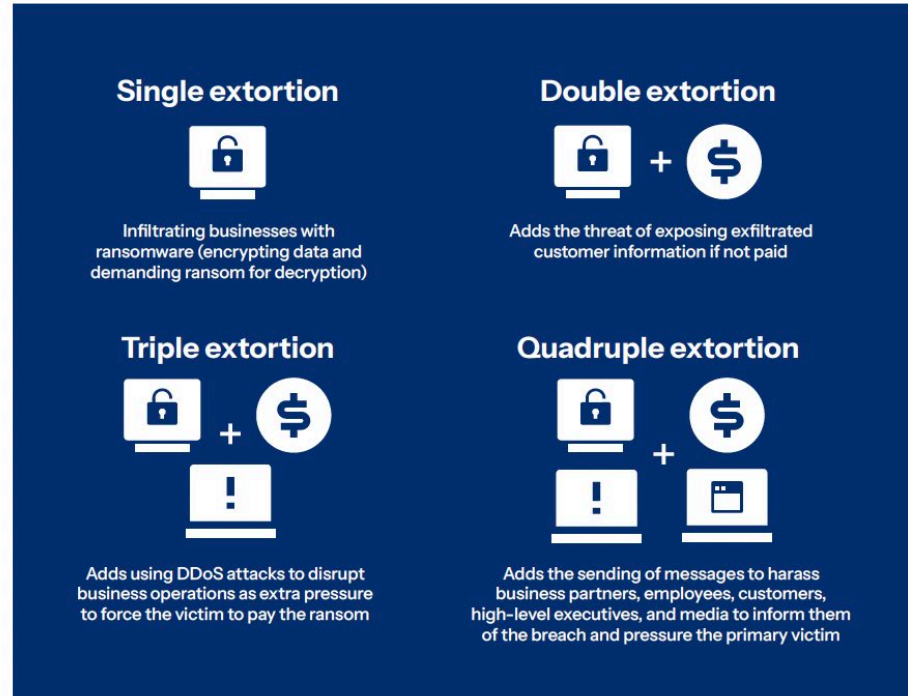 Single extortion
Infiltrating businesses with
ransomware (encrypting data and
demanding ransom for decryption)
Double extortion
+
$
Adds the threat of exposing exfiltrated
customer information if not paid
Triple extortion
+
$
!
Adds using DDoS attacks to disrupt
business operations as extra pressure
to force the victim to pay the ransom
Quadruple extortion
$
+
!
Adds the sending of messages to harass
business partners, employees, customers,
high-level executives, and media to inform them
of the breach and pressure the primary victim